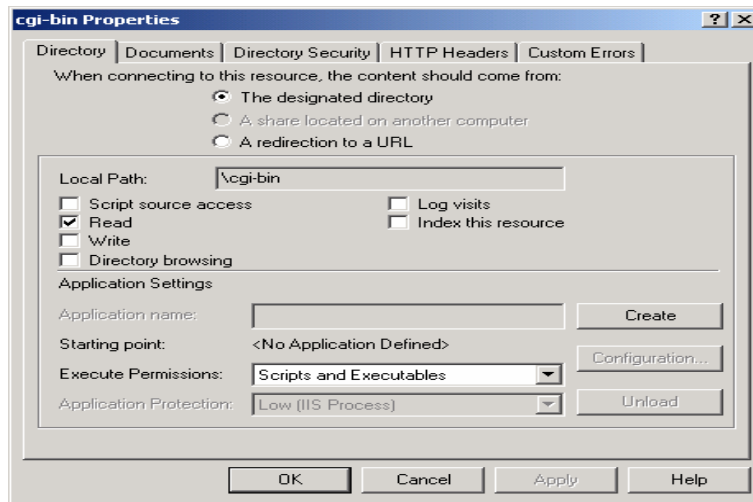 cgi-bin Properties
Directory Documents Directory Security HTTP Headers Custom Errors
When connecting to this resource, the content should come from:
The designated directory
A share located on another computer
A redirection to a URL
Local Path: \cgi-bin
Script source access Log visits
Read Index this resource
Write
Directory browsing
Application Settings
Application name: Create
Starting point: <No Application Defined>
Configuration...
Execute Permissions: Scripts and Executables
Application Protection: Low (IIS Process) Unload
OK Cancel Apply Help